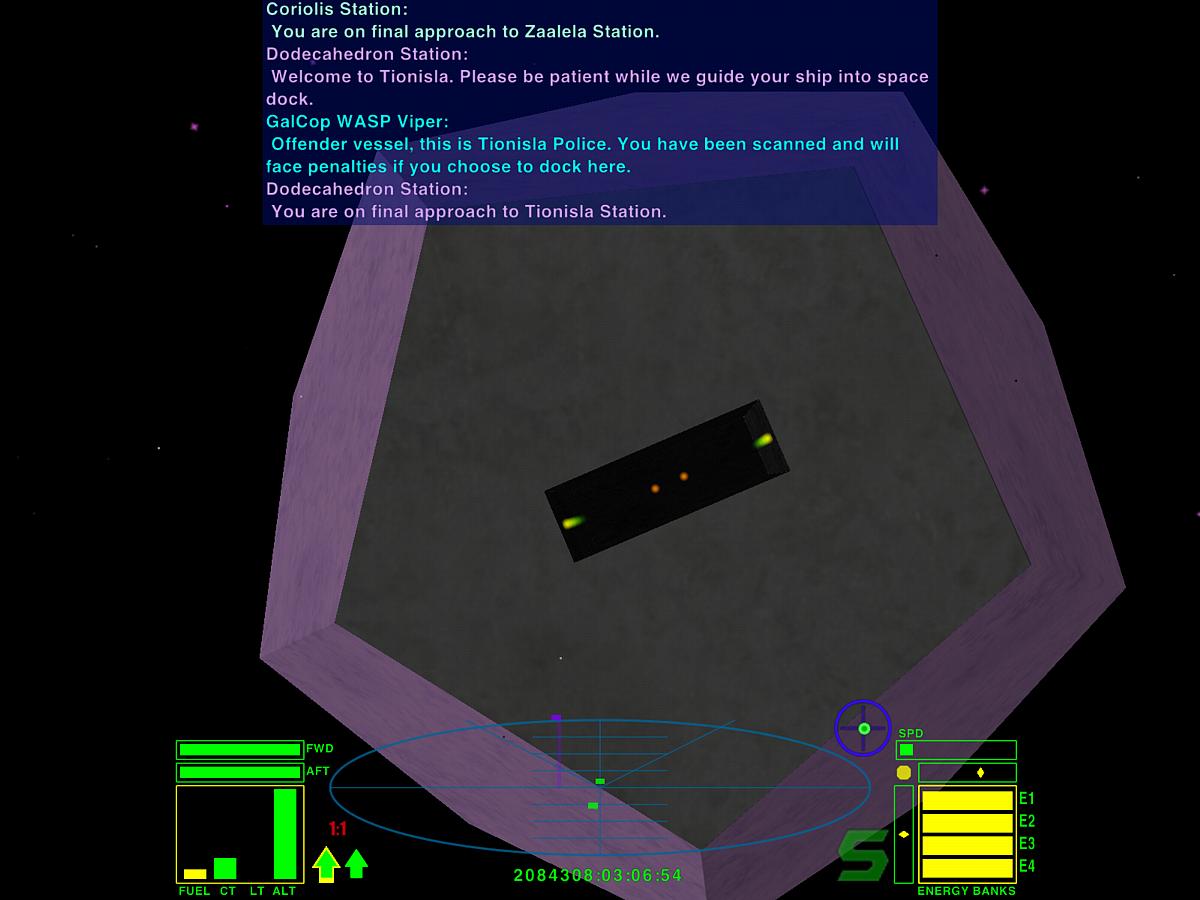 Coriolis Station:
You are on final approach to Zaalela Station.
Dodecahedron Station:
Welcome to Tionisla. Please be patient while we guide your ship into space
dock.
GalCop WASP Viper:
Offender vessel, this is Tionisla Police. You have been scanned and will
face penalties if you choose to dock here.
Dodecahedron Station:
You are on final approach to Tionisla Station.
FWD
AFT
1:1
FUEL CT LT ALT
2084308:03:06:54
S
SPD
E1
E2
E3
E4
ENERGY BANKS